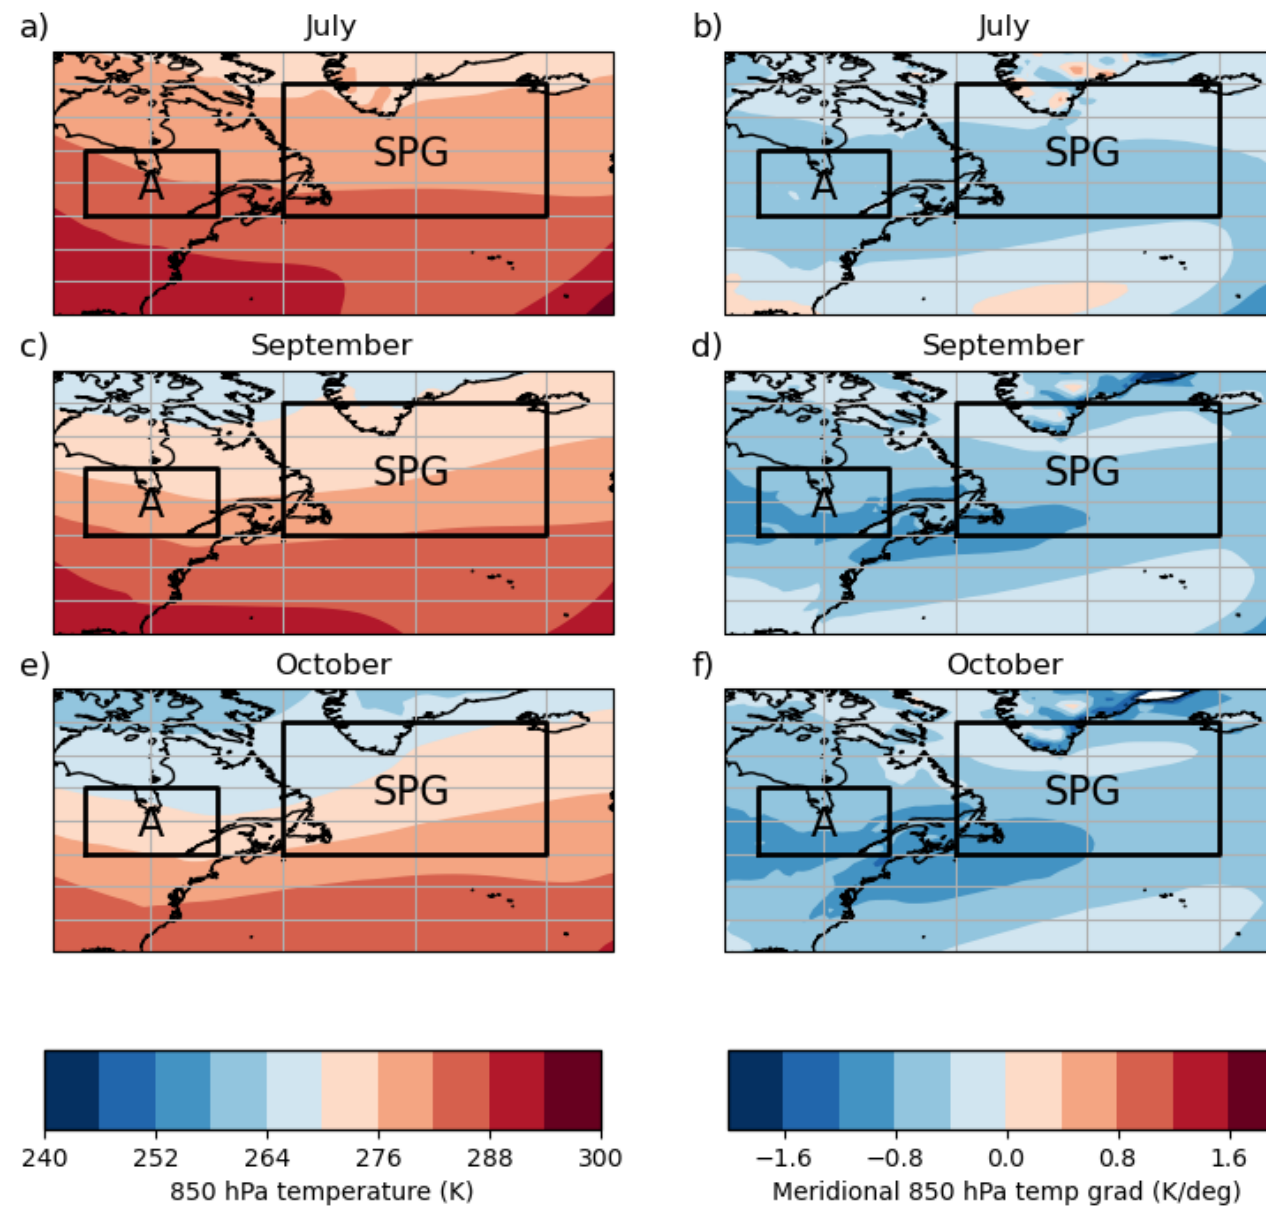 a) July
b) July
SPG
A
SPG
A
c) September
d) September
SPG
A
SPG
A
e) October
f) October
SPG
A
SPG
A
240 252 264 276 288 300
850 hPa temperature (K)
−1.6 −0.8 0.0 0.8 1.6
Meridional 850 hPa temp grad (K/deg)